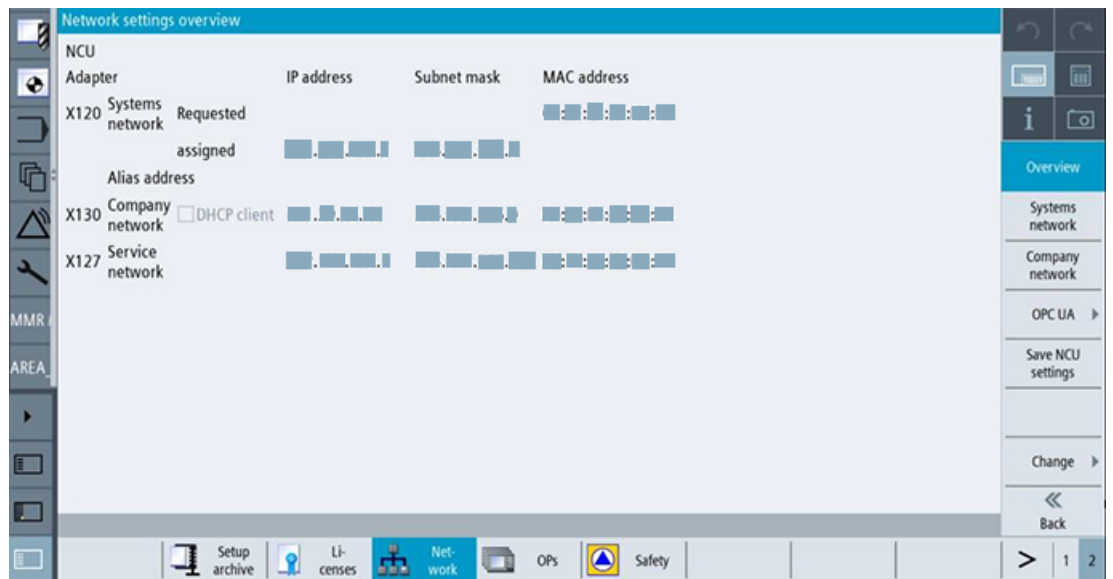 Network settings overview
NCU
Adapter IP address Subnet mask MAC address
X120 Systems network Requested
assigned
Alias address
X130 Company network DHCP client
X127 Service network
MMR
AREA_
Overview
Systems
network
Company
network
OPC UA
Save NCU
settings
Change
Back
Setup
archive
Li-
censes
Net-
work
OPs
Safety
> 1 2